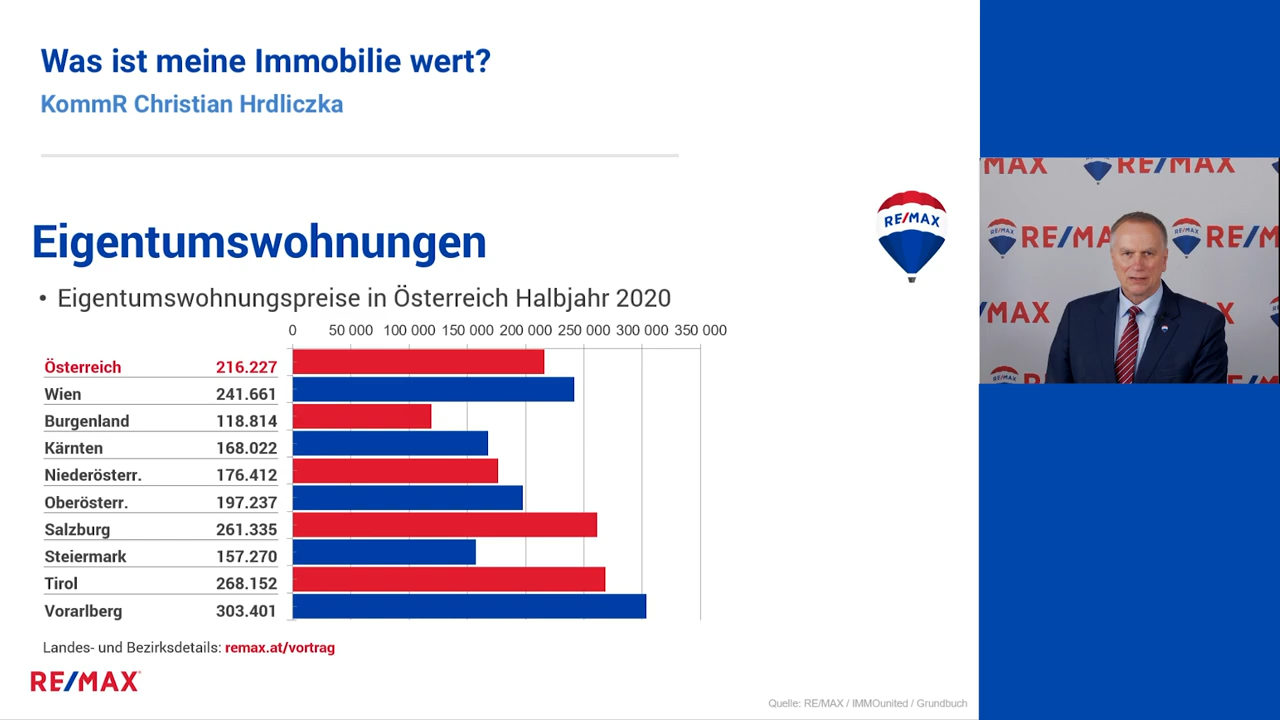 Was ist meine Immobilie wert?
KommR Christian Hrdliczka
RE/MAX
Eigentumswohnungen
• Eigentumswohnungspreise in Österreich Halbjahr 2020
0 50 000 100 000 150 000 200 000 250 000 300 000 350 000
Österreich 216.227
Wien 241.661
Burgenland 118.814
Kärnten 168.022
Niederösterr. 176.412
Oberösterr. 197.237
Salzburg 261.335
Steiermark 157.270
Tirol 268.152
Vorarlberg 303.401
Landes- und Bezirksdetails: remax.at/vortrag
RE/MAX
Quelle: RE/MAX / IMMOunited / Grundbuch
MAX RE/MAX
RE/MAX RE/MA RE/MAX RE/M
/MAX